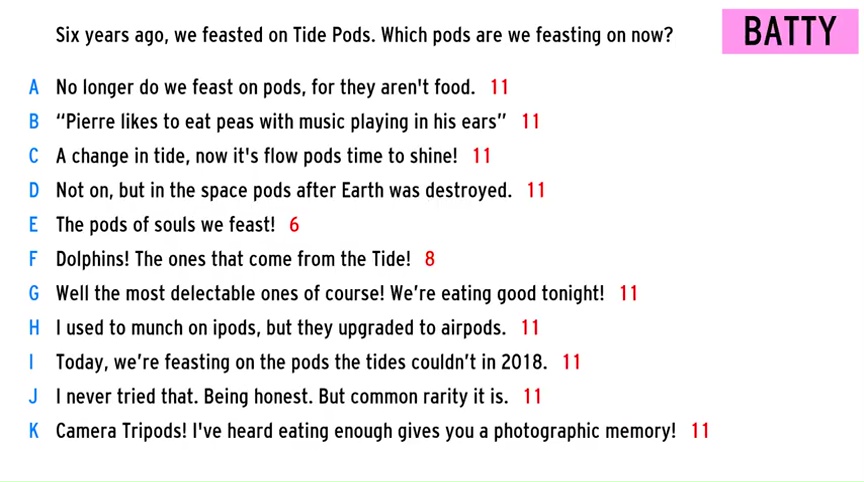 Six years ago, we feasted on Tide Pods. Which pods are we feasting on now?
BATTY
A No longer do we feast on pods, for they aren't food. 11
B “Pierre likes to eat peas with music playing in his ears” 11
C A change in tide, now it's flow pods time to shine! 11
D Not on, but in the space pods after Earth was destroyed. 11
E The pods of souls we feast! 6
F Dolphins! The ones that come from the Tide! 8
G Well the most delectable ones of course! We’re eating good tonight! 11
H I used to munch on ipods, but they upgraded to airpods. 11
I Today, we’re feasting on the pods the tides couldn’t in 2018. 11
J I never tried that. Being honest. But common rarity it is. 11
K Camera Tripods! I've heard eating enough gives you a photographic memory! 11